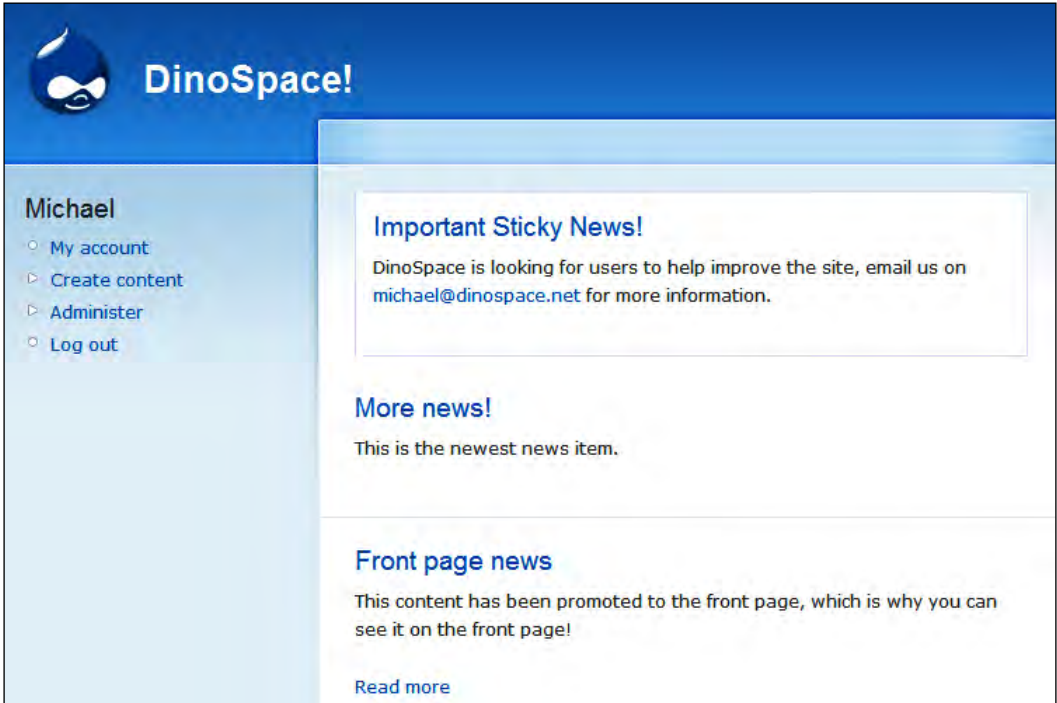 DinoSpace!
Michael
My account
Create content
Administer
Log out
Important Sticky News!
DinoSpace is looking for users to help improve the site, email us on
michael@dinospace.net for more information.
More news!
This is the newest news item.
Front page news
This content has been promoted to the front page, which is why you can
see it on the front page!
Read more